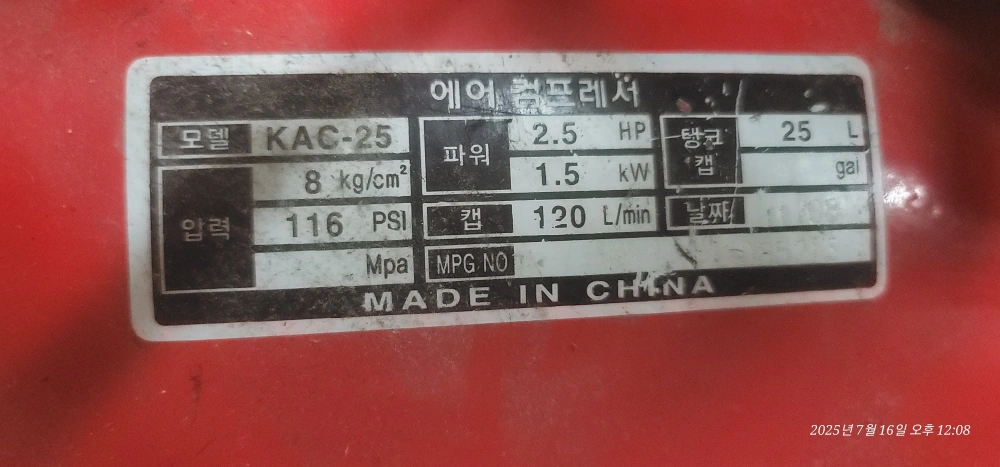 에어 컴프레서
모델 KAC-25
압력 8 kg/cm²
116 PSI
Mpa
파워 2.5 HP
1.5 kW
캡 120 L/min
MPG NO
탱크 캡 25 L
gal
날짜
MADE IN CHINA
2025년 7월 16일 오후 12:08